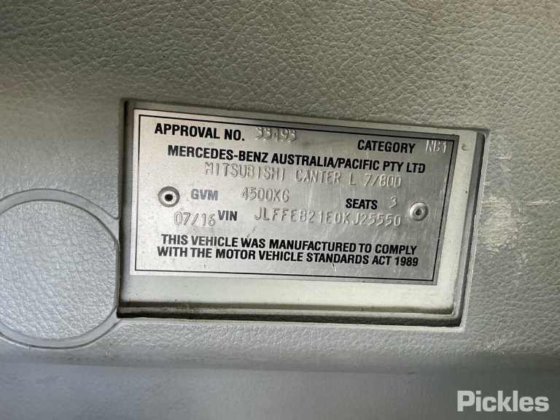 APPROVAL NO. 33493 CATEGORY NB1
MERCEDES-BENZ AUSTRALIA/PACIFIC PTY LTD
MITSUBISHI CANTER L 7/800
GVM 4500KG SEATS 3
07/16 VIN JLFFEB21E0KJ25550
THIS VEHICLE WAS MANUFACTURED TO COMPLY
WITH THE MOTOR VEHICLE STANDARDS ACT 1989
Pickles